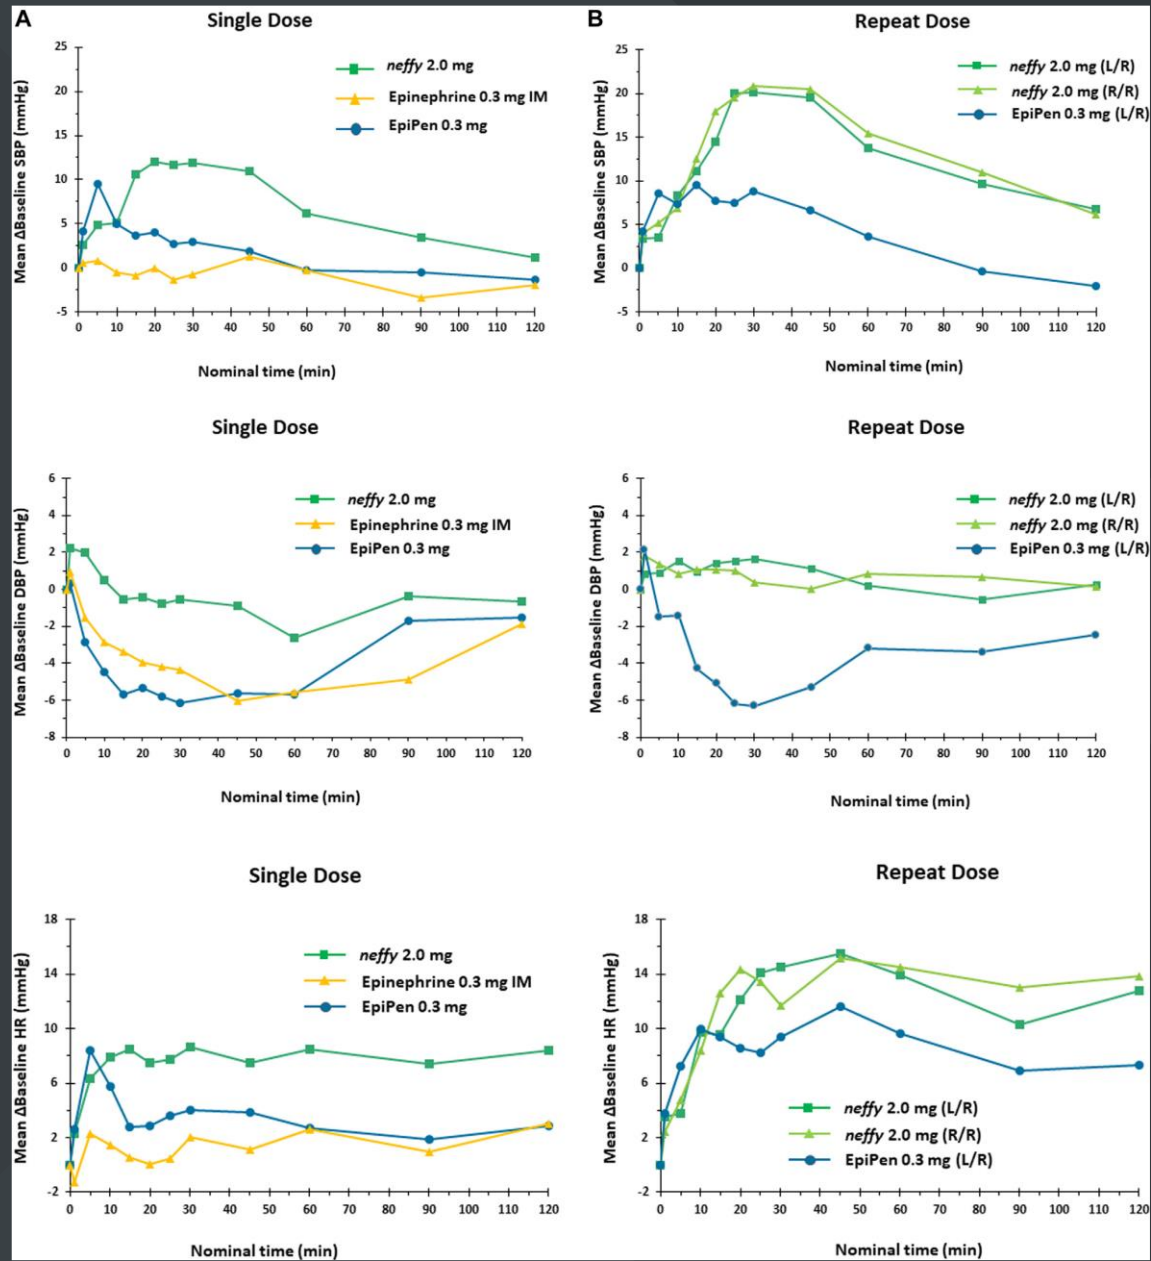 A
Single Dose
Mean ΔBaseline SBP (mmHg)
25
20
15
10
5
0
-5
neffy 2.0 mg
Epinephrine 0.3 mg IM
EpiPen 0.3 mg
0 10 20 30 40 50 60 70 80 90 100 110 120
Nominal time (min)
B
Repeat Dose
Mean ΔBaseline SBP (mmHg)
25
20
15
10
5
0
-5
neffy 2.0 mg (L/R)
neffy 2.0 mg (R/R)
EpiPen 0.3 mg (L/R)
0 10 20 30 40 50 60 70 80 90 100 110 120
Nominal time (min)
Single Dose
Mean ΔBaseline DBP (mmHg)
6
4
2
0
-2
-4
-6
-8
neffy 2.0 mg
Epinephrine 0.3 mg IM
EpiPen 0.3 mg
0 10 20 30 40 50 60 70 80 90 100 110 120
Nominal time (min)
Repeat Dose
Mean ΔBaseline DBP (mmHg)
6
4
2
0
-2
-4
-6
-8
neffy 2.0 mg (L/R)
neffy 2.0 mg (R/R)
EpiPen 0.3 mg (L/R)
0 10 20 30 40 50 60 70 80 90 100 110 120
Nominal time (min)
Single Dose
Mean ΔBaseline HR (mmHg)
18
14
10
6
2
-2
neffy 2.0 mg
Epinephrine 0.3 mg IM
EpiPen 0.3 mg
0 10 20 30 40 50 60 70 80 90 100 110 120
Nominal time (min)
Repeat Dose
Mean ΔBaseline HR (mmHg)
18
14
10
6
2
-2
neffy 2.0 mg (L/R)
neffy 2.0 mg (R/R)
EpiPen 0.3 mg (L/R)
0 10 20 30 40 50 60 70 80 90 100 110 120
Nominal time (min)